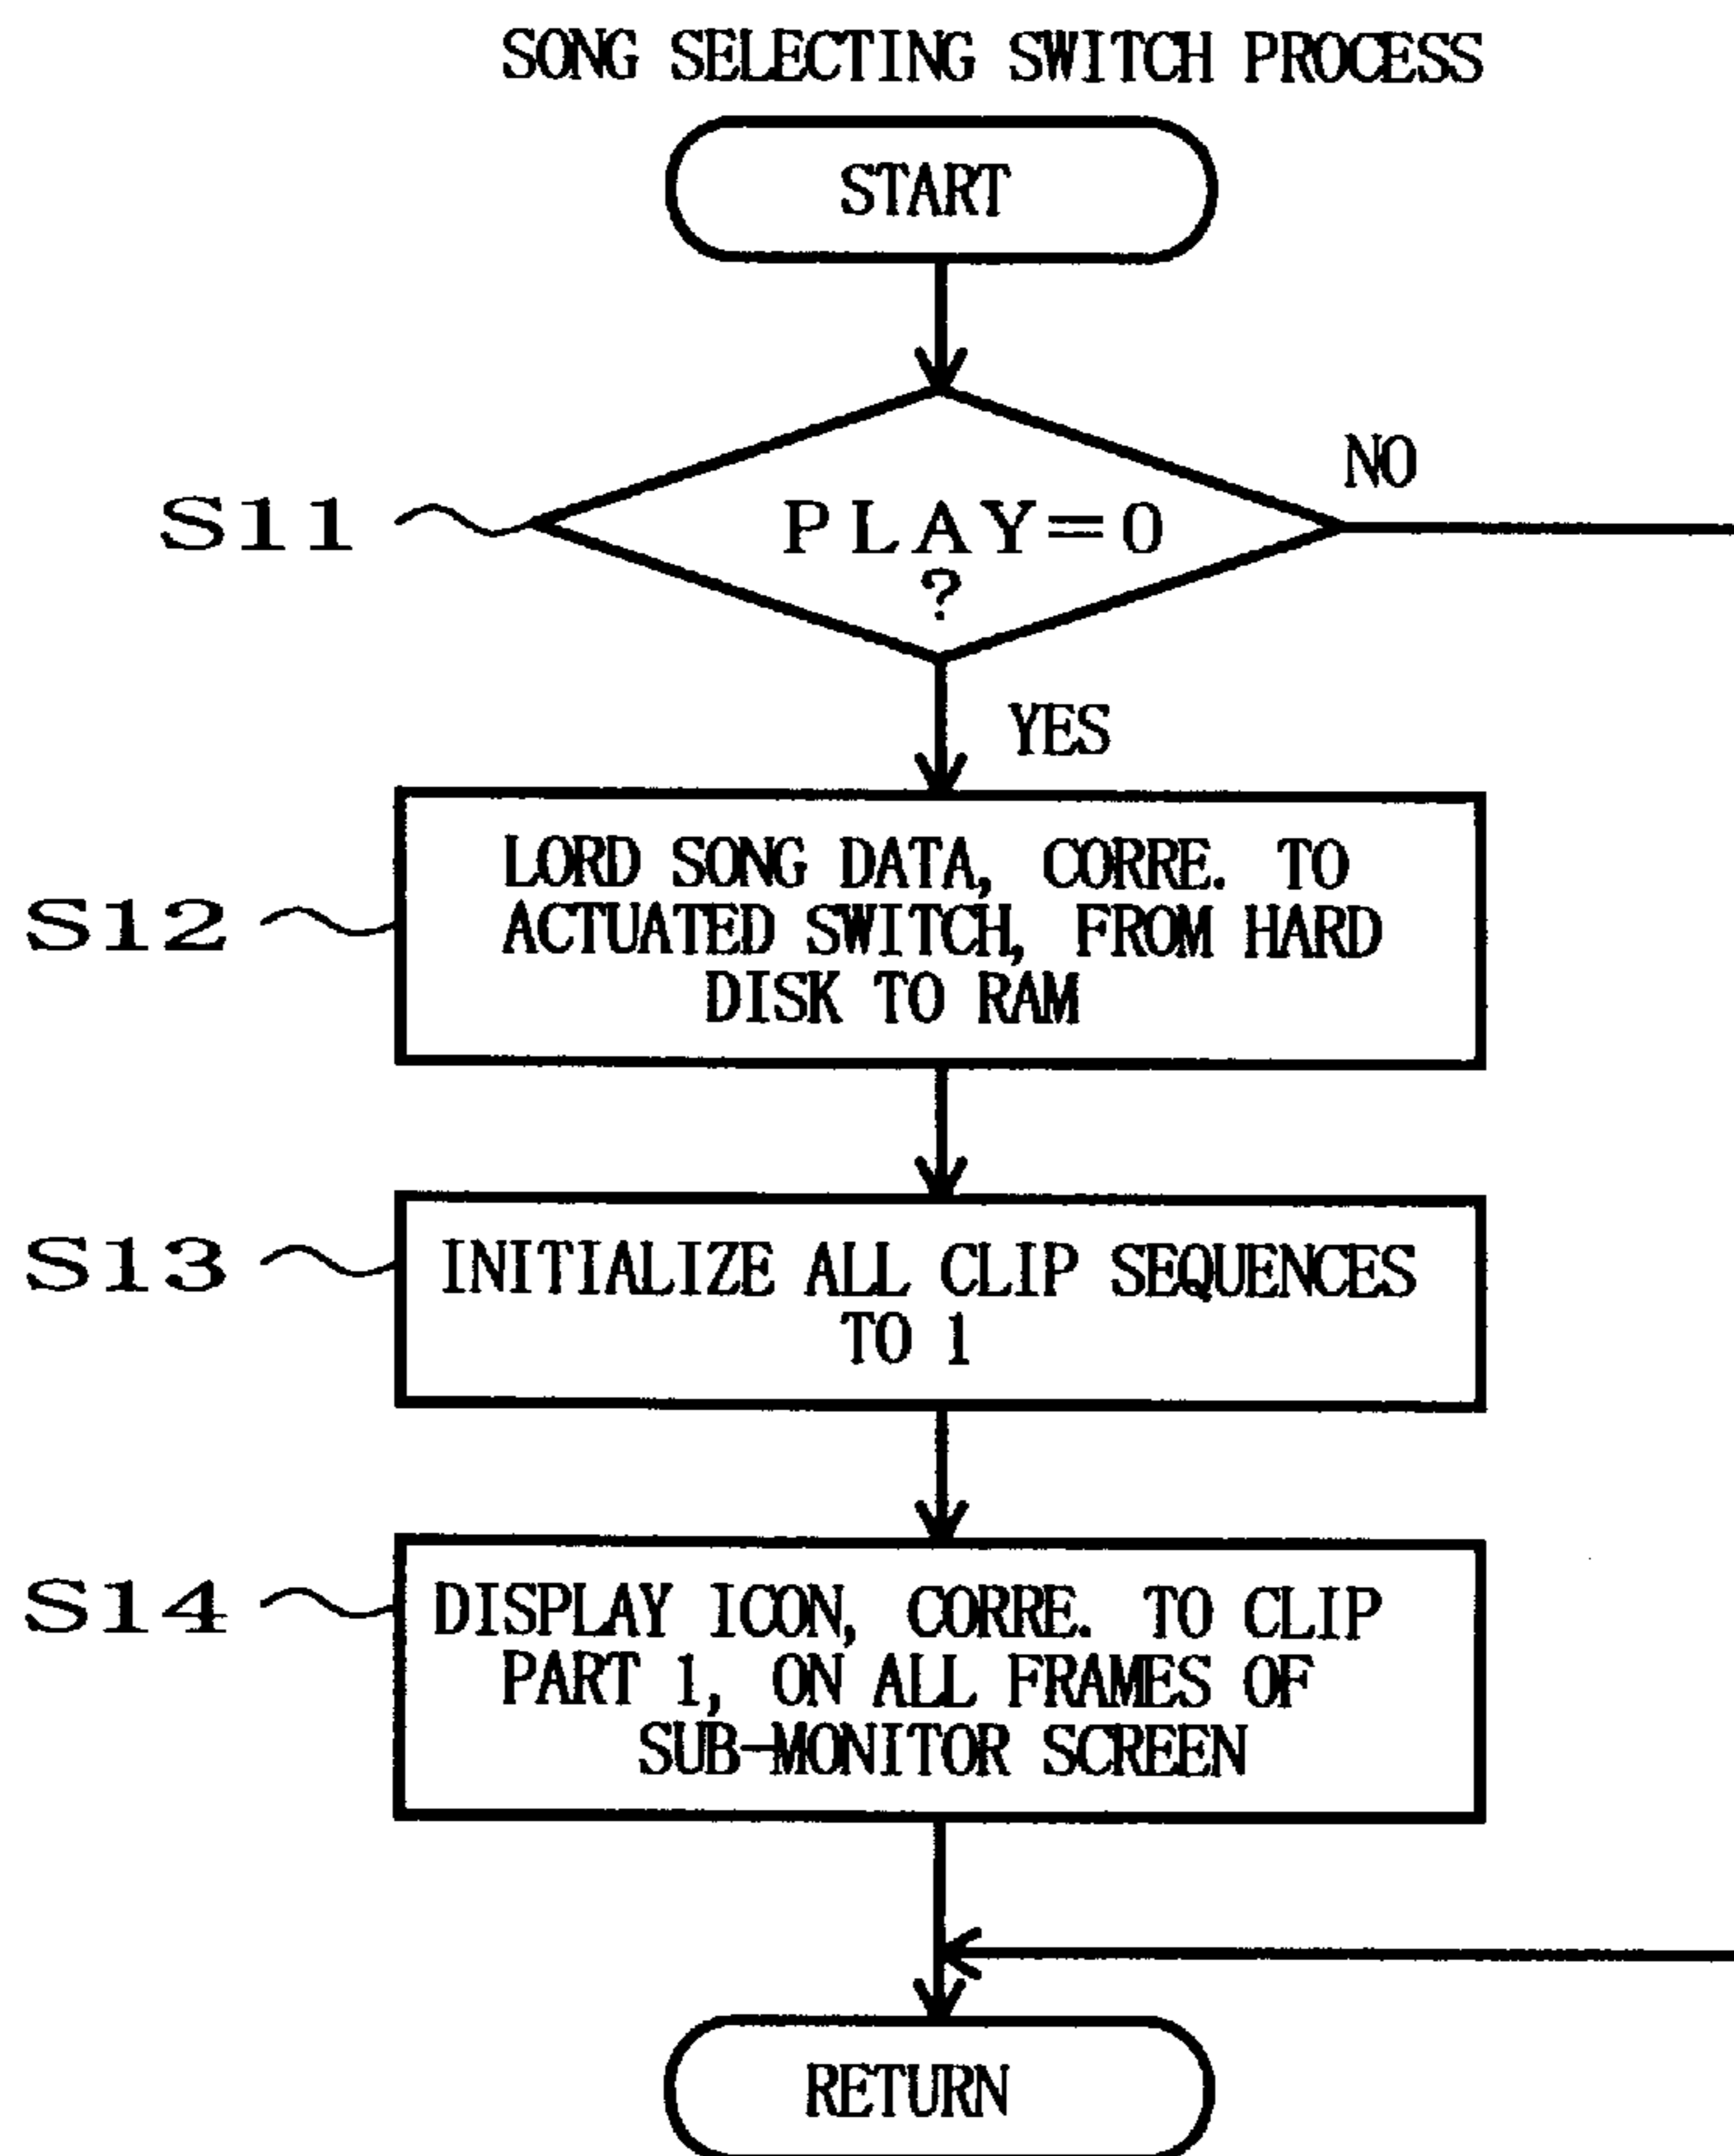 SONG SELECTING SWITCH PROCESS
START
NO
S11
PLAY=0
?
YES
S12
LORD SONG DATA, CORRE. TO
ACTUATED SWITCH, FROM HARD
DISK TO RAM
S13
INITIALIZE ALL CLIP SEQUENCES
TO 1
S14
DISPLAY ICON, CORRE. TO CLIP
PART 1, ON ALL FRAMES OF
SUB-MONITOR SCREEN
RETURN